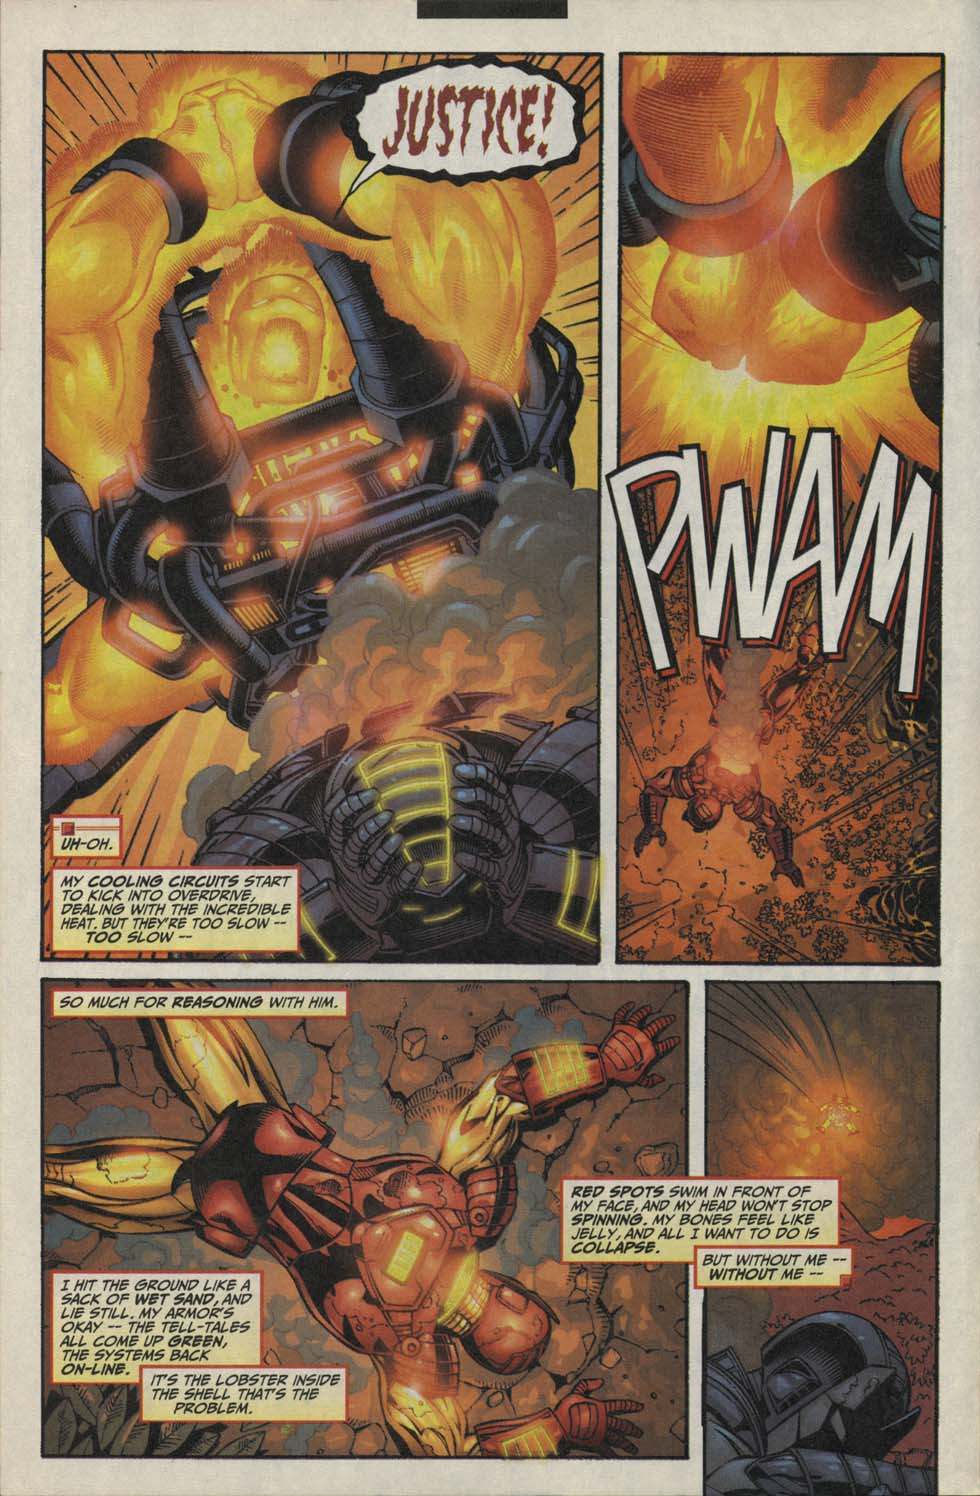 JUSTICE!
UH-OH.
MY COOLING CIRCUITS START
TO KICK INTO OVERDRIVE,
DEALING WITH THE INCREDIBLE
HEAT. BUT THEY'RE TOO SLOW --
TOO SLOW --
PWAM
SO MUCH FOR REASONING WITH HIM.
I HIT THE GROUND LIKE A
SACK OF WET SAND, AND
LIE STILL. MY ARMOR'S
OKAY -- THE TELL-TALES
ALL COME UP GREEN,
THE SYSTEMS BACK
ON-LINE.
IT'S THE LOBSTER INSIDE
THE SHELL THAT'S THE
PROBLEM.
RED SPOTS SWIM IN FRONT OF
MY FACE, AND MY HEAD WON'T STOP
SPINNING. MY BONES FEEL LIKE
JELLY, AND ALL I WANT TO DO IS
COLLAPSE.
BUT WITHOUT ME --
WITHOUT ME --